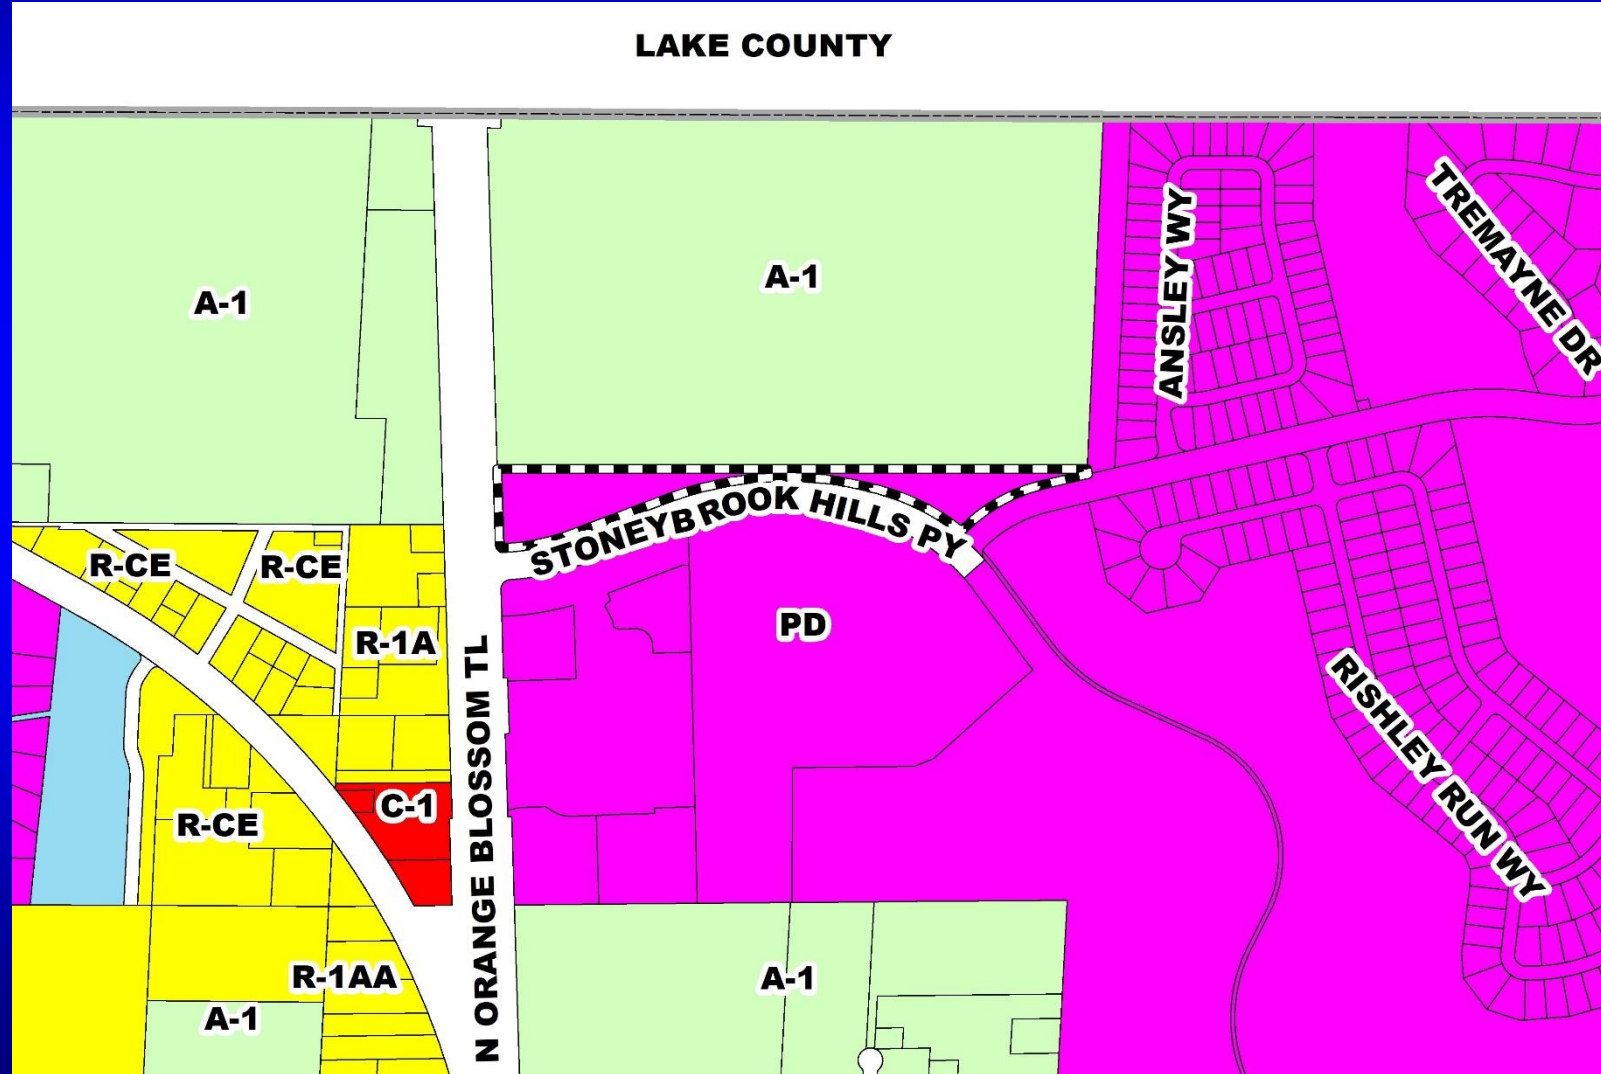 LAKE COUNTY
A-1
A-1
ANSLEY WY
TREMAYNE DR
STONEYBROOK HILLS PY
R-CE
R-CE
R-1A
PD
N ORANGE BLOSSOM TL
RISHLEY RUN WY
C-1
R-CE
R-1AA
A-1
A-1